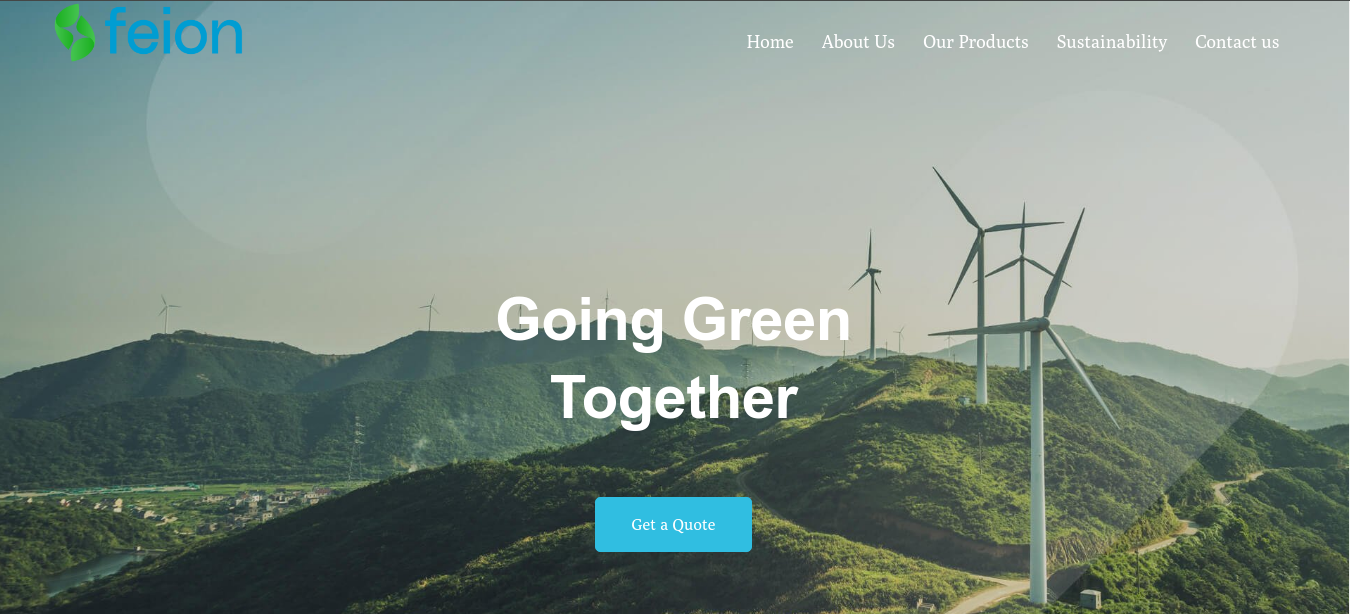 feion
Home About Us Our Products Sustainability Contact us
Going Green
Together
Get a Quote